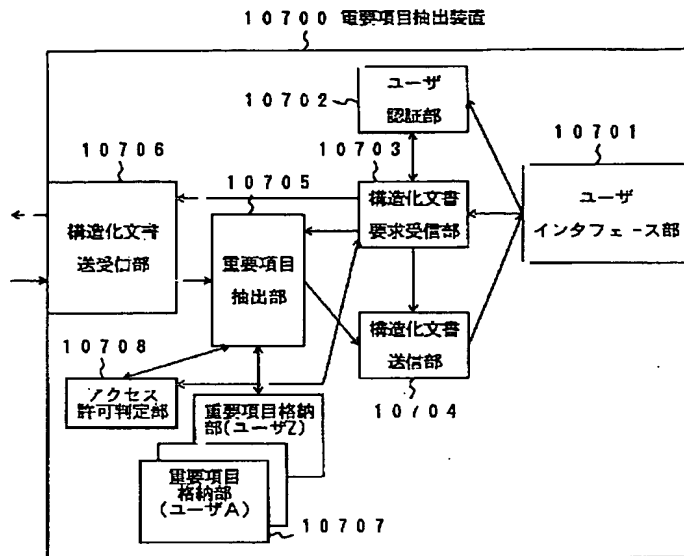 10700 重要項目抽出装置
10702
ユーザ
認証部
10701
ユーザ
インタフェース部
10706
構造化文書
送受信部
10705
重要項目
抽出部
10703
構造化文書
要求受信部
構造化文書
送信部
10704
10708
アクセス
許可判定部
重要項目格納
部(ユーザZ)
重要項目
格納部
(ユーザA)
10707